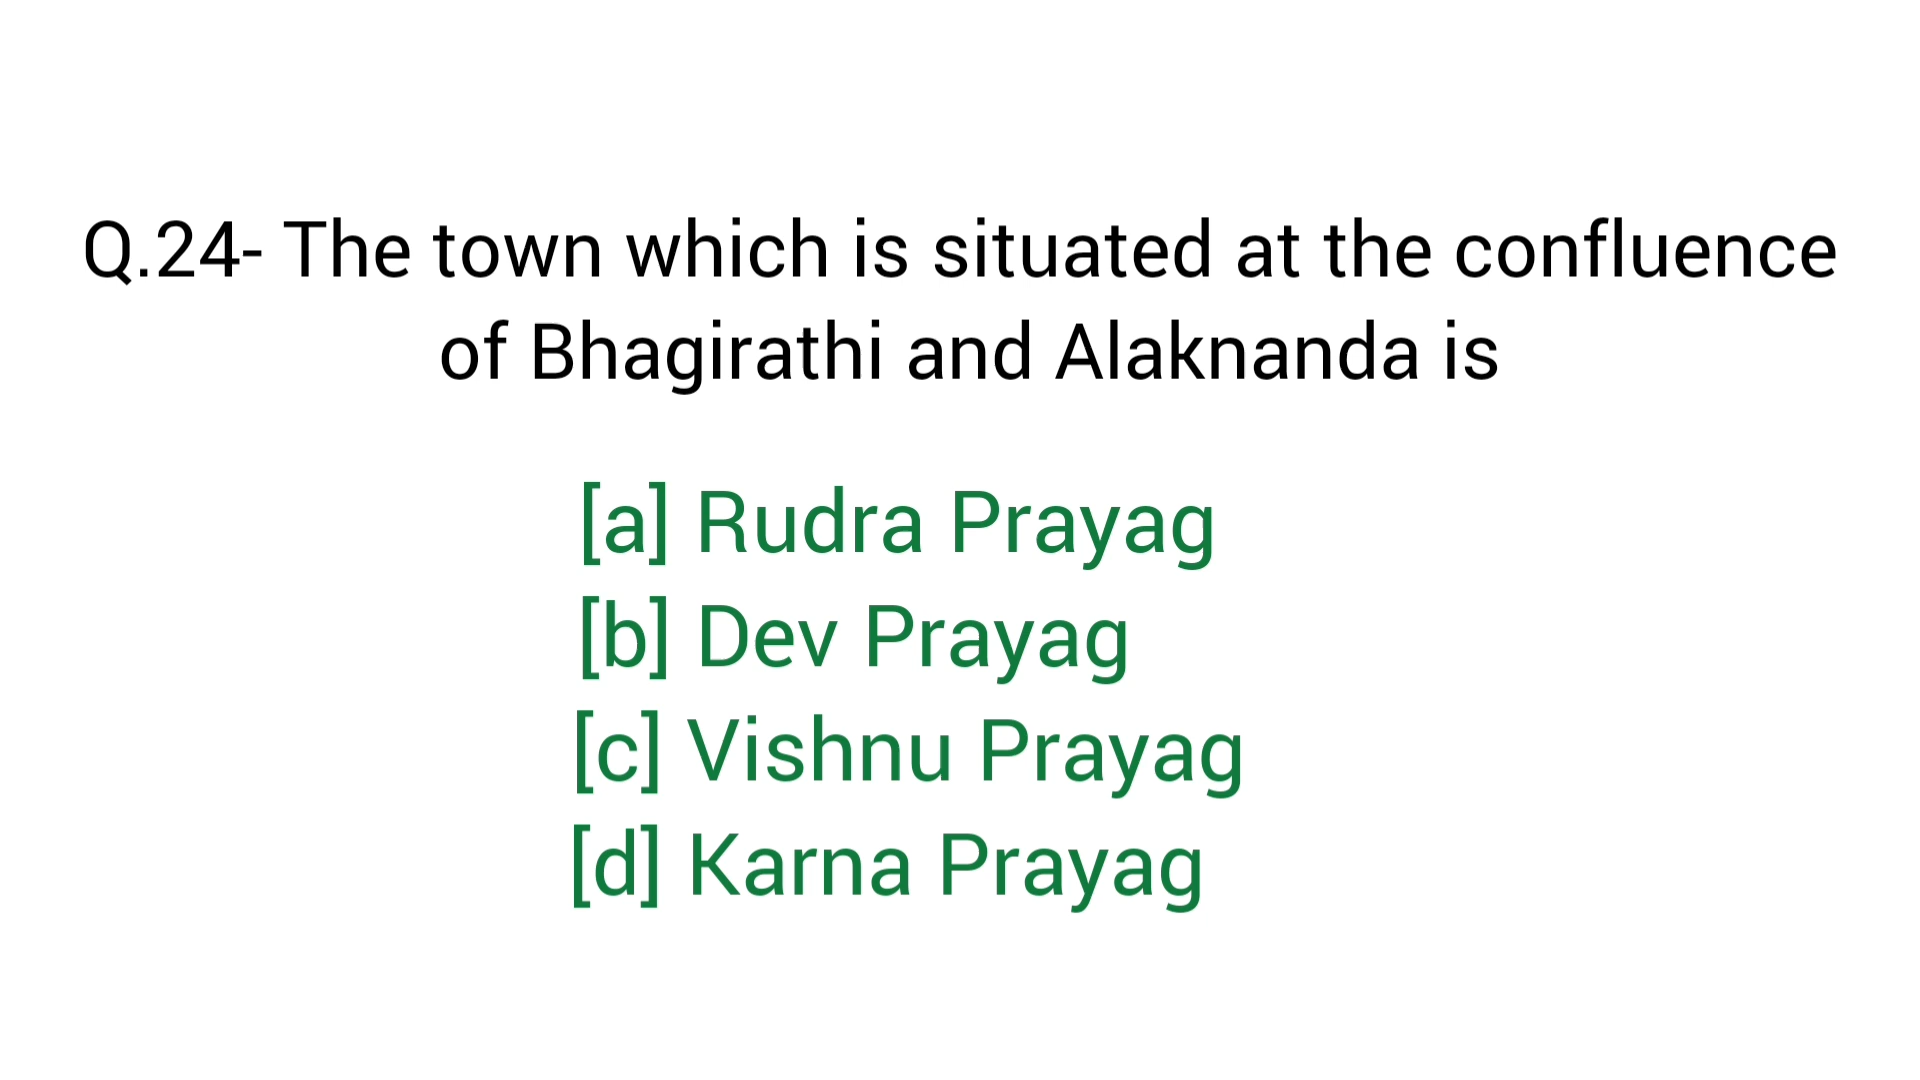 Q.24- The town which is situated at the confluence
of Bhagirathi and Alaknanda is
[a] Rudra Prayag
[b] Dev Prayag
[c] Vishnu Prayag
[d] Karna Prayag